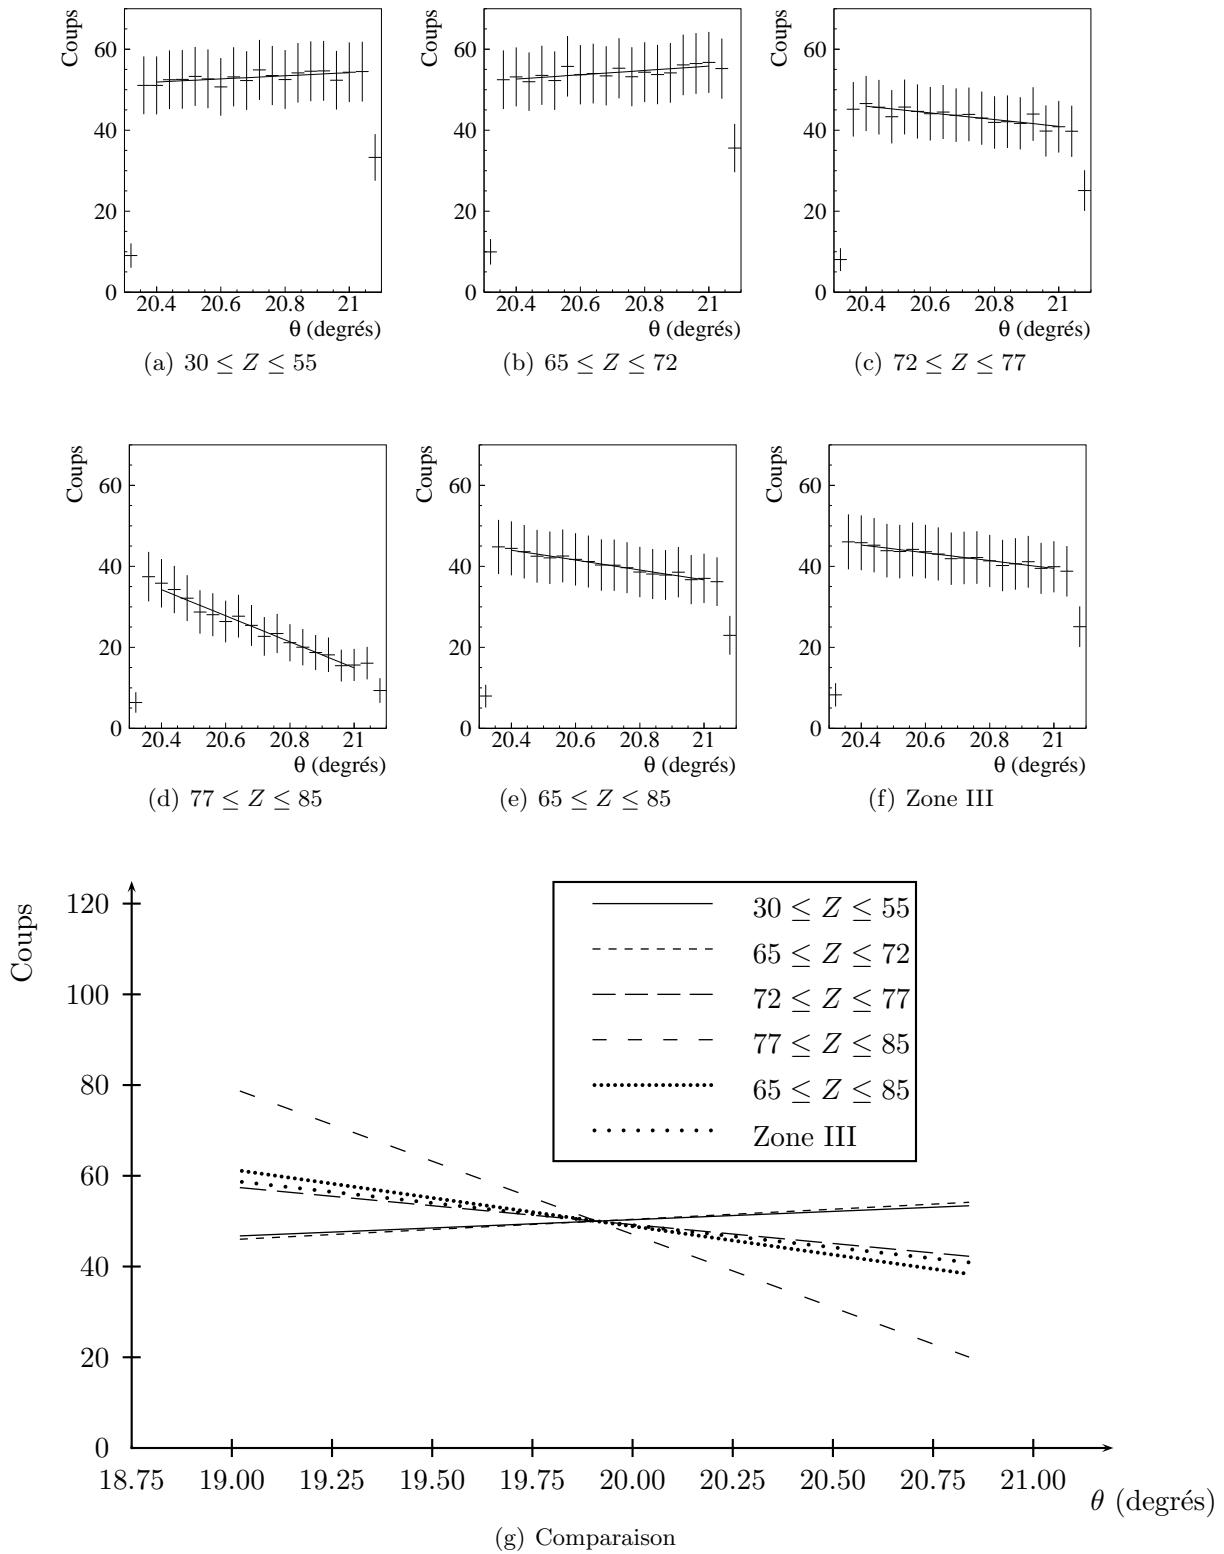 Coups
60
40
20
0
20.4 20.6 20.8 21
θ (degrés)
(a) 30 ≤ Z ≤ 55
Coups
60
40
20
0
20.4 20.6 20.8 21
θ (degrés)
(b) 65 ≤ Z ≤ 72
Coups
60
40
20
0
20.4 20.6 20.8 21
θ (degrés)
(c) 72 ≤ Z ≤ 77
Coups
60
40
20
0
20.4 20.6 20.8 21
θ (degrés)
(d) 77 ≤ Z ≤ 85
Coups
60
40
20
0
20.4 20.6 20.8 21
θ (degrés)
(e) 65 ≤ Z ≤ 85
Coups
60
40
20
0
20.4 20.6 20.8 21
θ (degrés)
(f) Zone III
Coups
120
100
80
60
40
20
0
18.75 19.00 19.25 19.50 19.75 20.00 20.25 20.50 20.75 21.00
θ (degrés)
30 ≤ Z ≤ 55
65 ≤ Z ≤ 72
72 ≤ Z ≤ 77
77 ≤ Z ≤ 85
65 ≤ Z ≤ 85
Zone III
(g) Comparaison